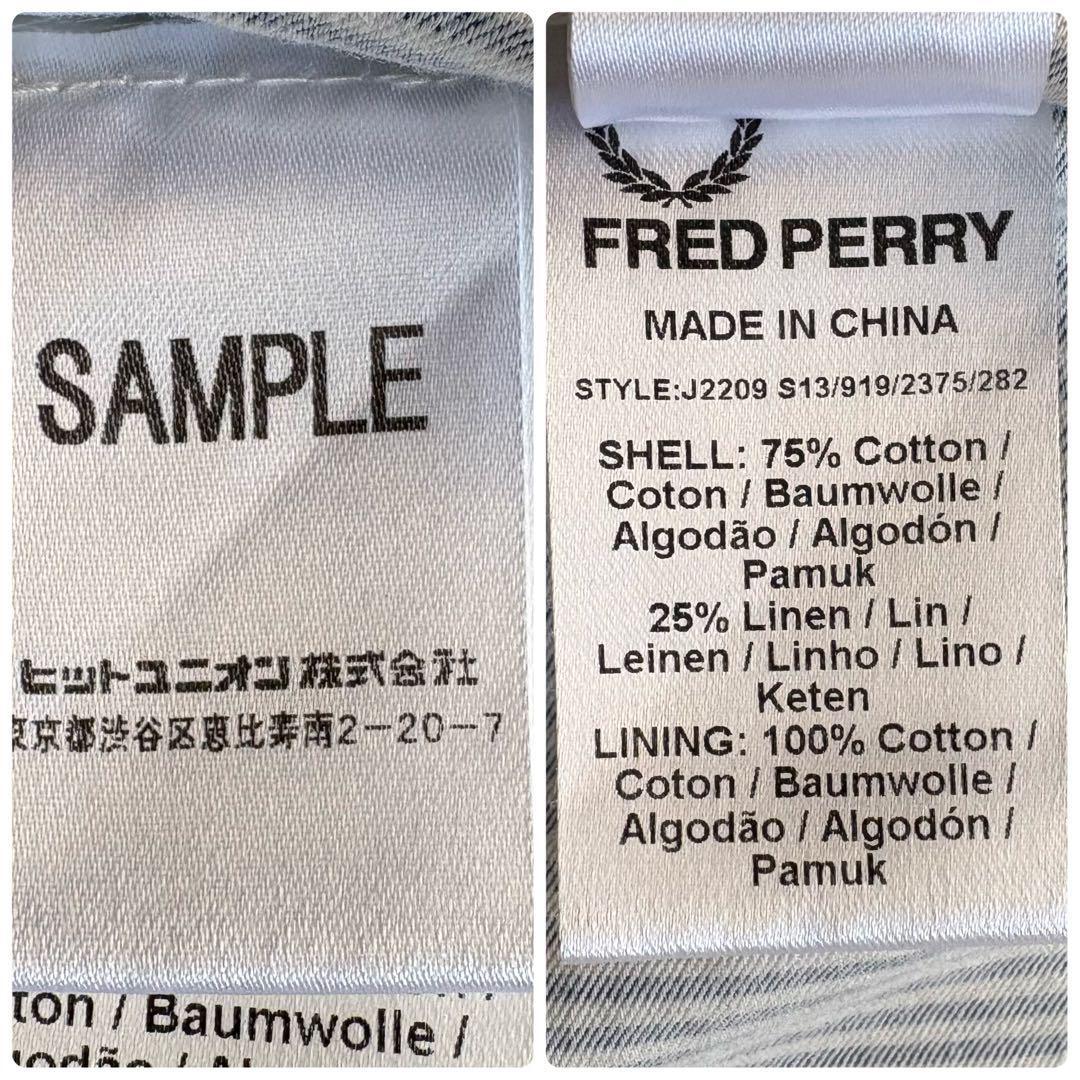 SAMPLE
ヒットユニオン株式会社
東京都渋谷区恵比寿南2-20-7
ton / Baumwolle /
FRED PERRY
MADE IN CHINA
STYLE:J2209 S13/919/2375/282
SHELL: 75% Cotton /
Coton / Baumwolle /
Algodão / Algodón /
Pamuk
25% Linen / Lin /
Leinen / Linho / Lino /
Keten
LINING: 100% Cotton /
Coton / Baumwolle /
Algodão / Algodón /
Pamuk